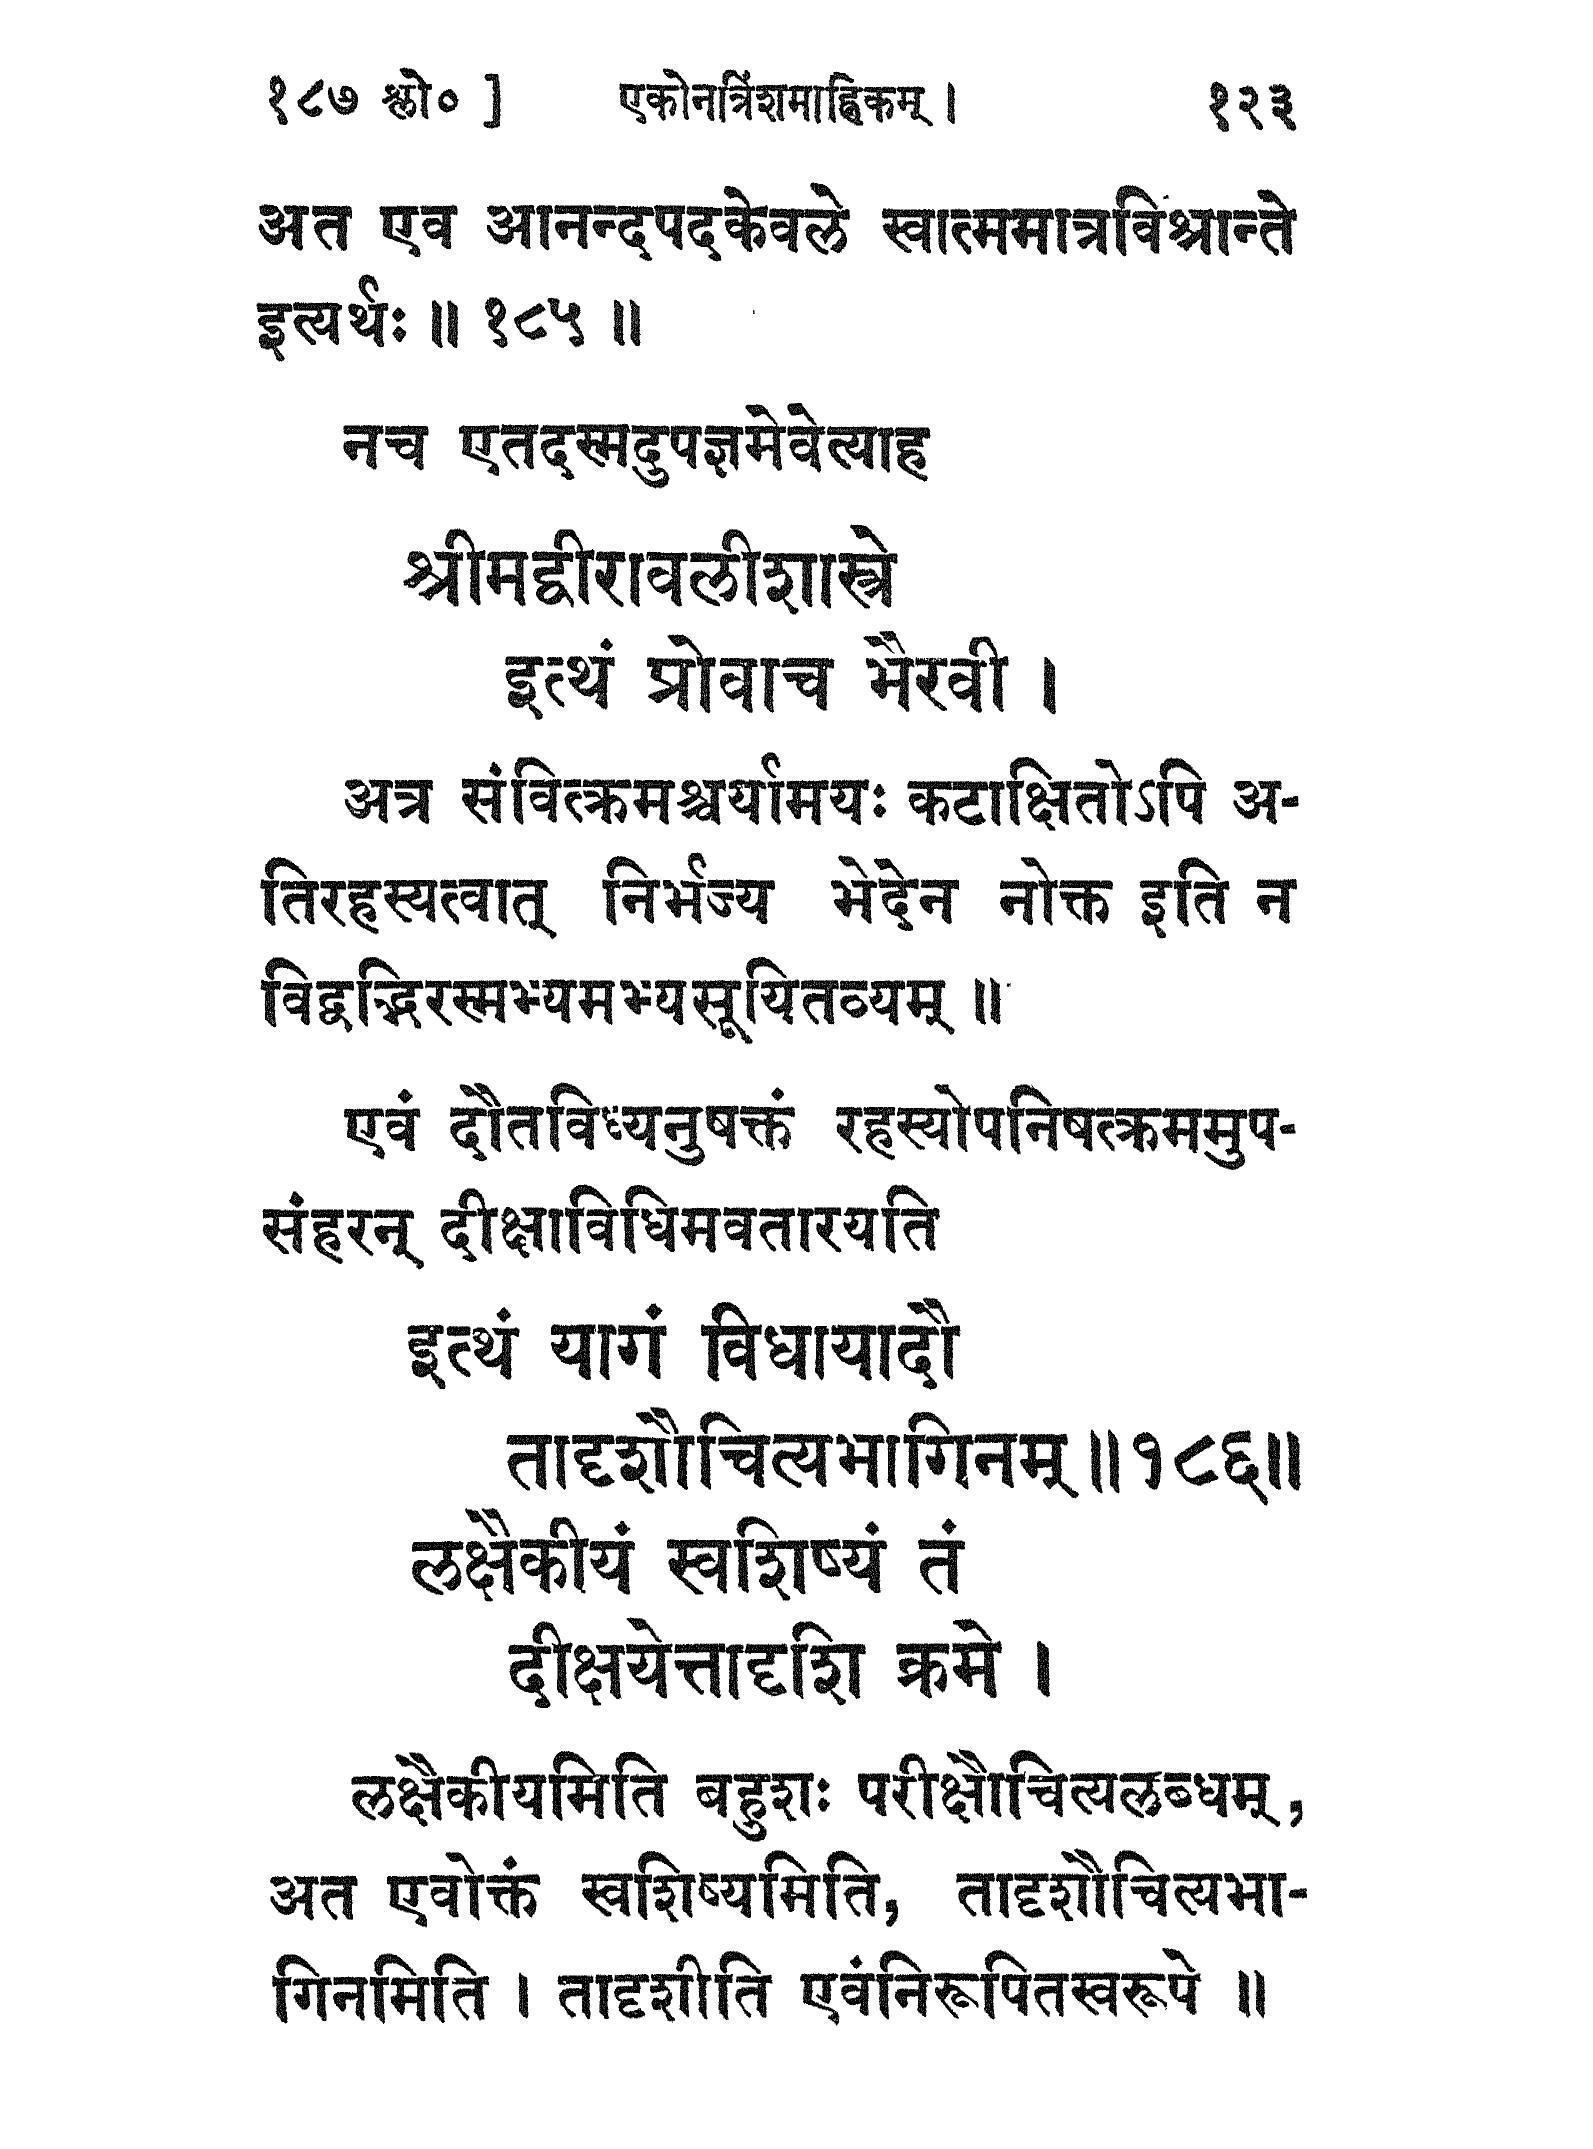 १८७ श्लो० ] एकोनत्रिंशमाह्निकम् । १२३
अत एव आनन्दपदकेवले स्वात्ममात्रविश्रान्ते
इत्यर्थः ॥ १८५ ॥
नच एतदस्मदुपज्ञमेवेत्याह
श्रीमद्वीरावलीशास्त्रे
इत्थं प्रोवाच भैरवी ।
अत्र संवित्क्रमश्चर्यामयः कटाक्षितोऽपि अ-
तिरहस्यत्वात् निर्भज्य भेदेन नोक्त इति न
विद्वद्भिरस्मभ्यमभ्यसूयितव्यम् ॥
एवं दौतविध्यनुषक्तं रहस्योपनिषत्क्रममुप-
संहरन् दीक्षाविधिमवतारयति
इत्थं यागं विधायादौ
तादृशौचित्यभागिनम् ॥१८६॥
लक्षैकीयं स्वशिष्यं तं
दीक्षयेत्तादृशि क्रमे ।
लक्षैकीयमिति बहुशः परीक्षौचित्यलब्धम्,
अत एवोक्तं स्वशिष्यमिति, तादृशौचित्यभा-
गिनमिति । तादृशीति एवंनिरूपितस्वरूपे ॥